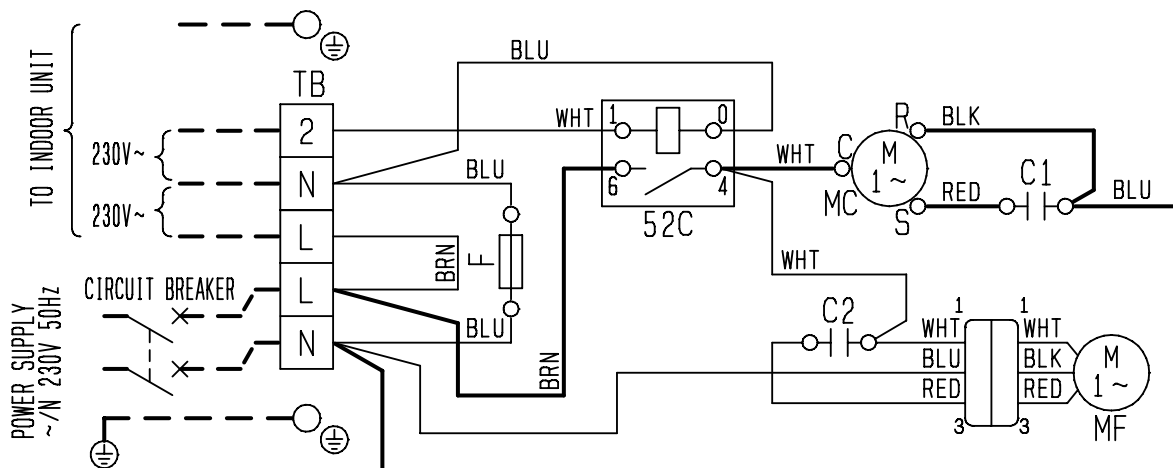 TO INDOOR UNIT
230V~
230V~
TB
2
N
L
L
N
CIRCUIT BREAKER
POWER SUPPLY
~/N 230V 50Hz
BLU
WHT
1
0
6
4
52C
BLU
BRN
F
BLU
BRN
WHT
C
R
S
M
1~
MC
BLK
RED
C1
BLU
WHT
C2
1
1
WHT
BLU
RED
3
3
WHT
BLK
RED
M
1~
MF